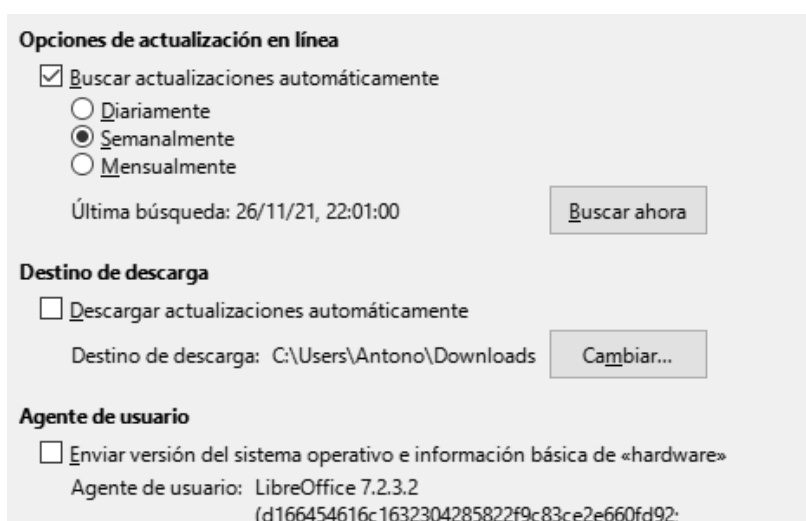 Opciones de actualización en línea
Buscar actualizaciones automáticamente
Diariamente
Semanalmente
Mensualmente
Última búsqueda: 26/11/21, 22:01:00 Buscar ahora
Destino de descarga
Descargar actualizaciones automáticamente
Destino de descarga: C:\Users\Antono\Downloads Cambiar...
Agente de usuario
Enviar versión del sistema operativo e información básica de «hardware»
Agente de usuario: LibreOffice 7.2.3.2
(d166454616c1632304285822f9c83ce2e660fd92;